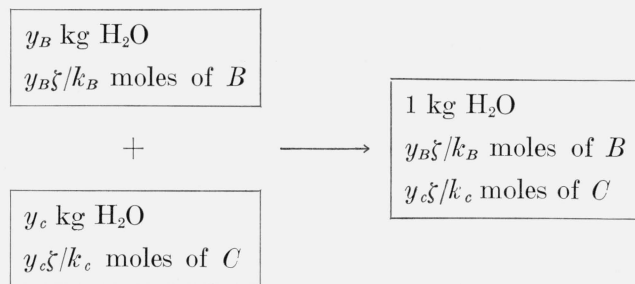 y_B kg H₂O
y_Bζ/k_B moles of B
+
y_c kg H₂O
y_cζ/k_c moles of C
1 kg H₂O
y_Bζ/k_B moles of B
y_cζ/k_c moles of C